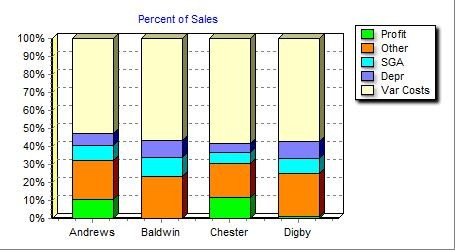 Percent of Sales
100%
90%
80%
70%
60%
50%
40%
30%
20%
10%
0%
Andrews Baldwin Chester Digby
Profit
Other
SGA
Depr
Var Costs